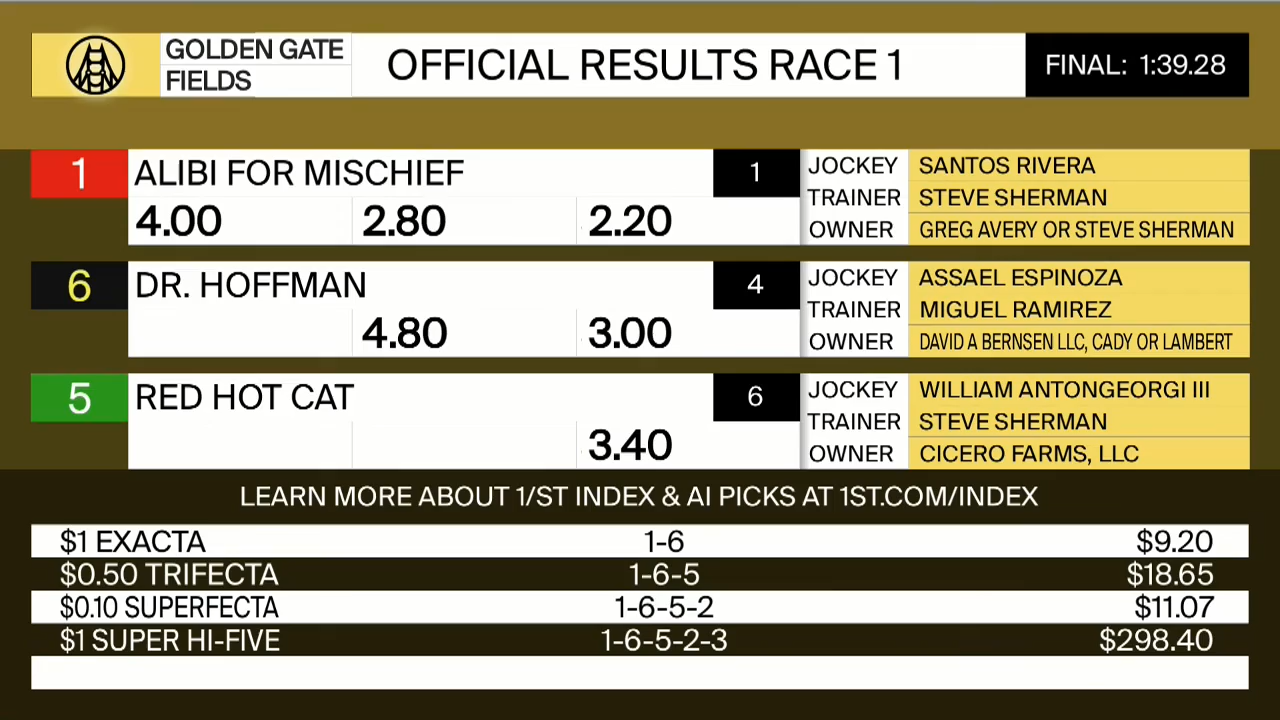 GOLDEN GATE
FIELDS
OFFICIAL RESULTS RACE 1
FINAL: 1:39.28
1 ALIBI FOR MISCHIEF 1
4.00 2.80 2.20
JOCKEY SANTOS RIVERA
TRAINER STEVE SHERMAN
OWNER GREG AVERY OR STEVE SHERMAN
6 DR. HOFFMAN 4
4.80 3.00
JOCKEY ASSAEL ESPINOZA
TRAINER MIGUEL RAMIREZ
OWNER DAVID A BERNSEN LLC, CADY OR LAMBERT
5 RED HOT CAT 6
3.40
JOCKEY WILLIAM ANTONGEORGI III
TRAINER STEVE SHERMAN
OWNER CICERO FARMS, LLC
LEARN MORE ABOUT 1/ST INDEX & AI PICKS AT 1ST.COM/INDEX
$1 EXACTA 1-6 $9.20
$0.50 TRIFECTA 1-6-5 $18.65
$0.10 SUPERFECTA 1-6-5-2 $11.07
$1 SUPER HI-FIVE 1-6-5-2-3 $298.40